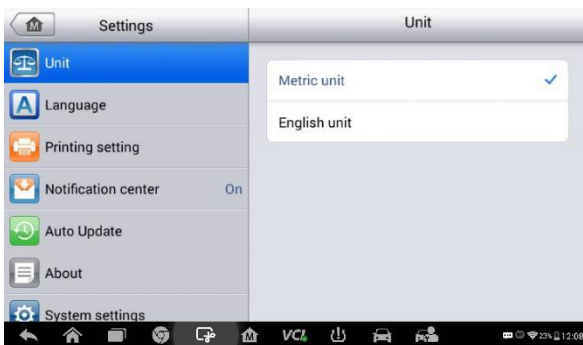 M Settings
Unit
Unit
Metric unit
English unit
A Language
Printing setting
Notification center On
Auto Update
About
System settings
M VCI 23% 12:08